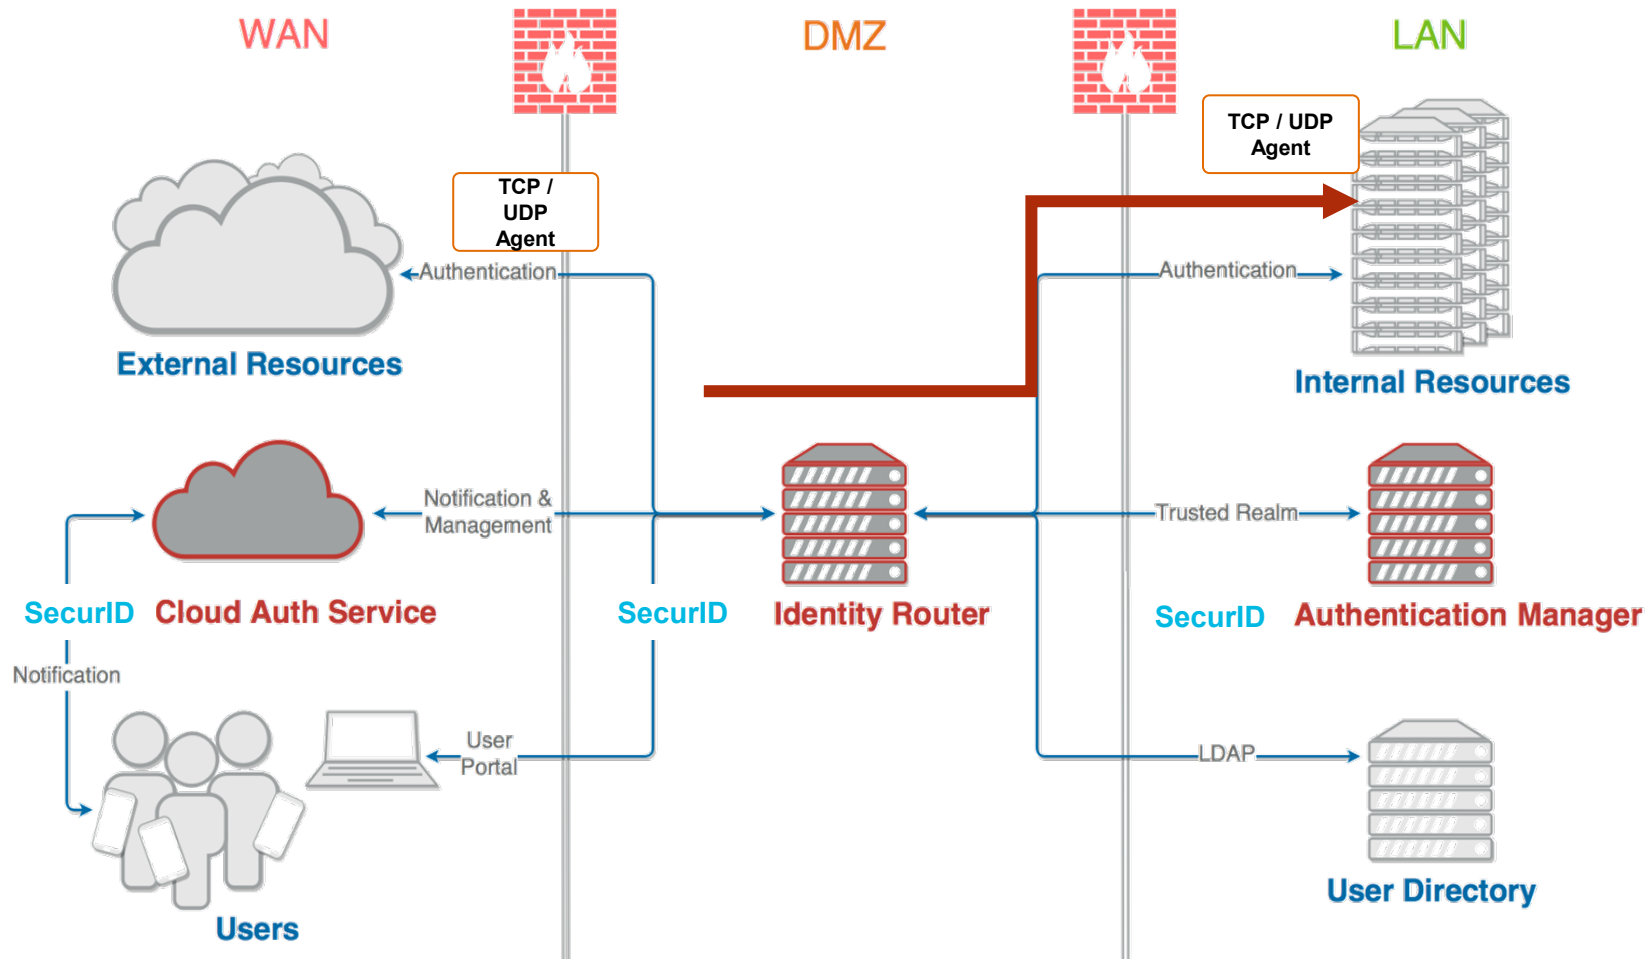 WAN
DMZ
LAN
TCP / UDP
Agent
TCP /
UDP
Agent
Authentication
Authentication
External Resources
Internal Resources
Notification &
Management
Trusted Realm
SecurID
Cloud Auth Service
SecurID
Identity Router
SecurID
Authentication Manager
Notification
User
Portal
LDAP
User Directory
Users